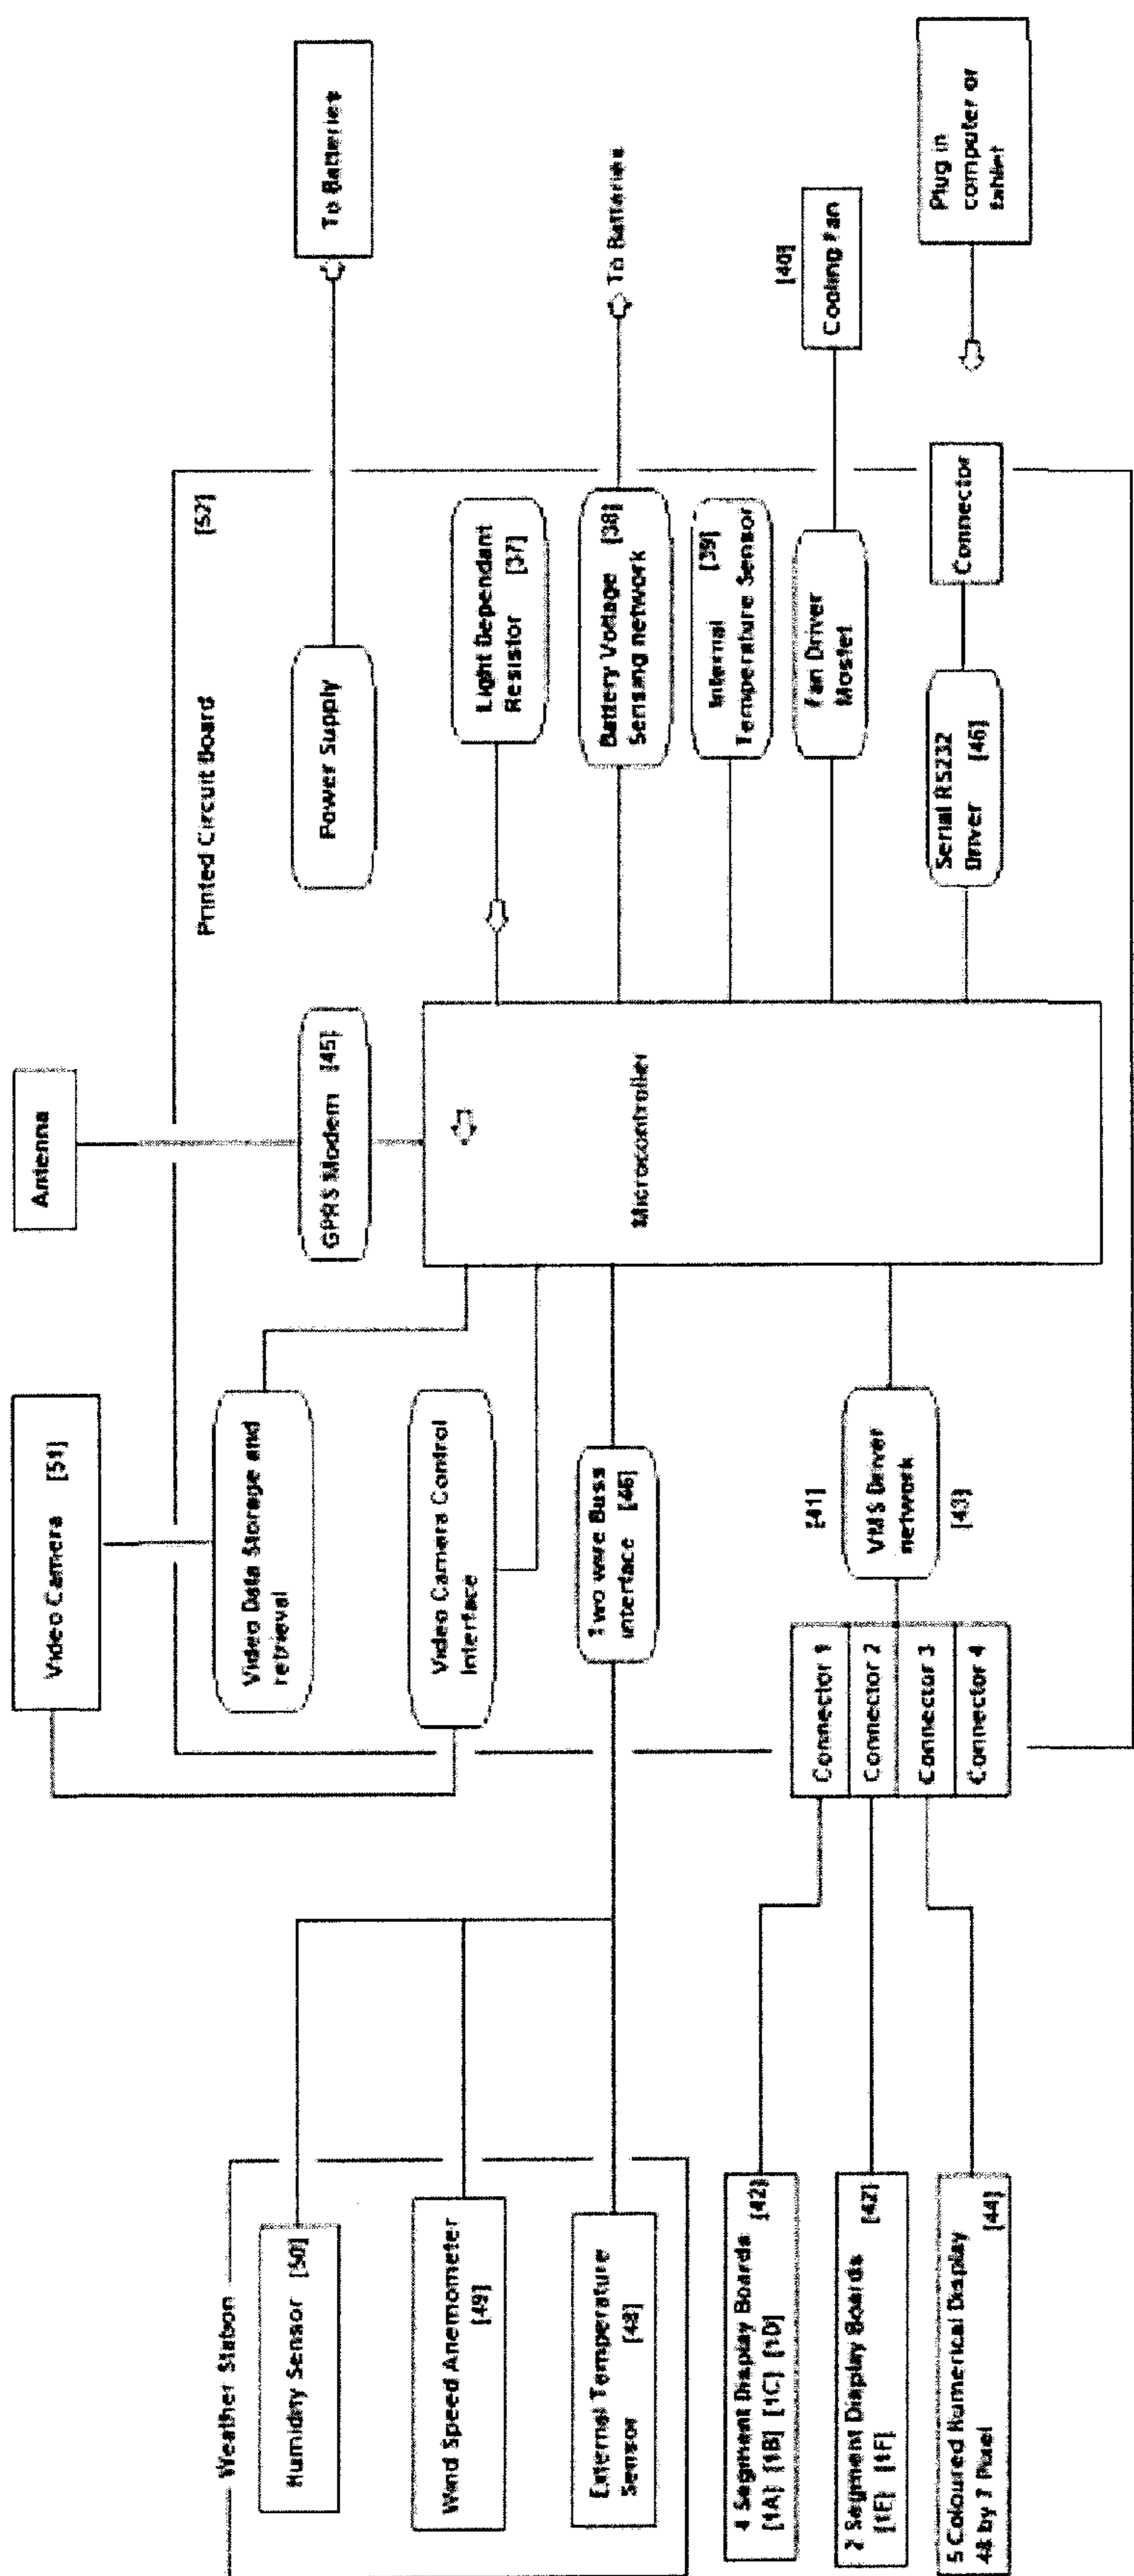 Video Camera [51]
Antenna
Weather Station
Printed Circuit Board [52]
Humidity Sensor [50]
Video Data Storage and
retrieval
GPRS Modem [45]
Power Supply
To Batteries
Wind Speed Anemometer
[49]
Video Camera Control
Interface
Light Dependant
Resistor [37]
External Temperature
Sensor [48]
Two wire Buss
interface [46]
Microcontroller
Battery Voltage [38]
Sensing network
To Batteries
Internal [39]
Temperature Sensor
4 Segment Display Boards
[1A] [1B] [1C] [1D] [42]
Connector 1
[41]
Fan Driver
Mosfet
[40]
Cooling Fan
2 Segment Display Boards
[1E] [1F] [42]
Connector 2
VMS Driver
network
[43]
5 Coloured Numerical Display
48 by 7 Pixel [44]
Connector 3
Connector 4
Serial RS232
Driver [46]
Connector
Plug in
computer or
tablet